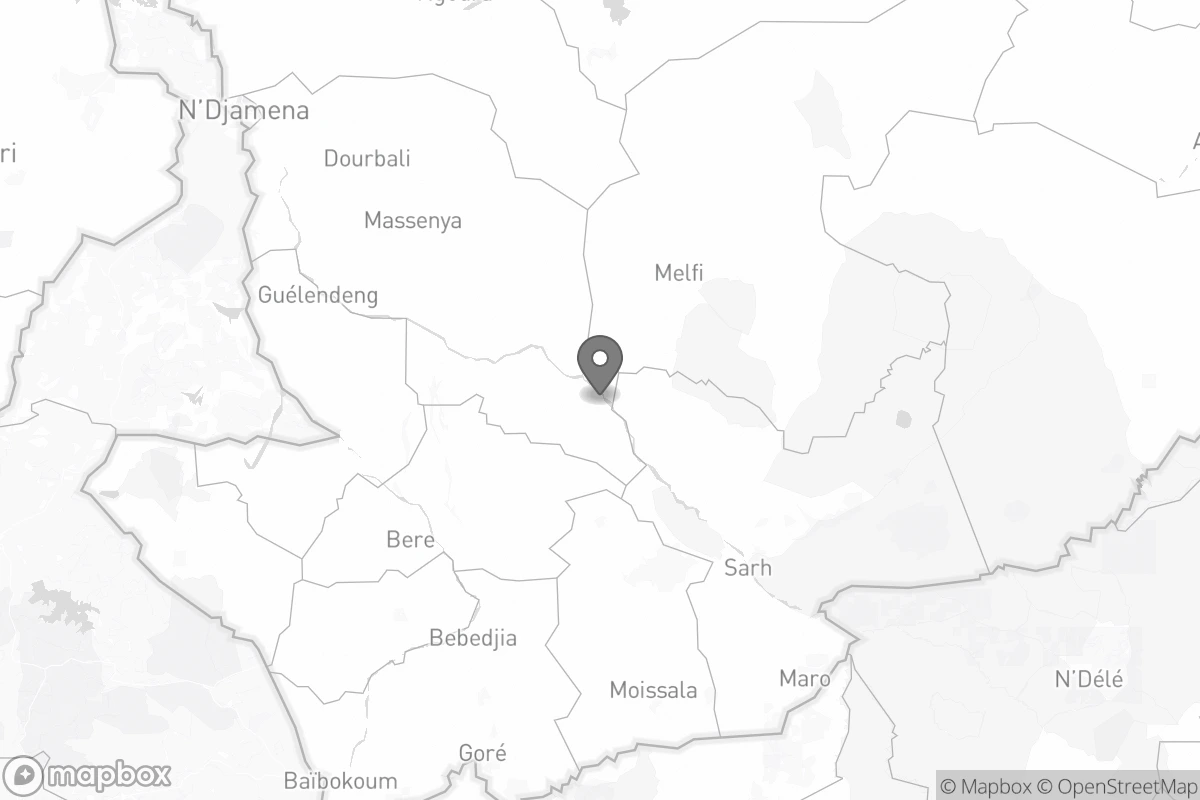 N'Djamena
ri
Dourbali
Massenya
Melfi
Guélendeng
Bere
Sarh
Bebedjia
Maro
N'Délé
Moissala
Goré
Baïbokoum
mapbox
© Mapbox © OpenStreetMap